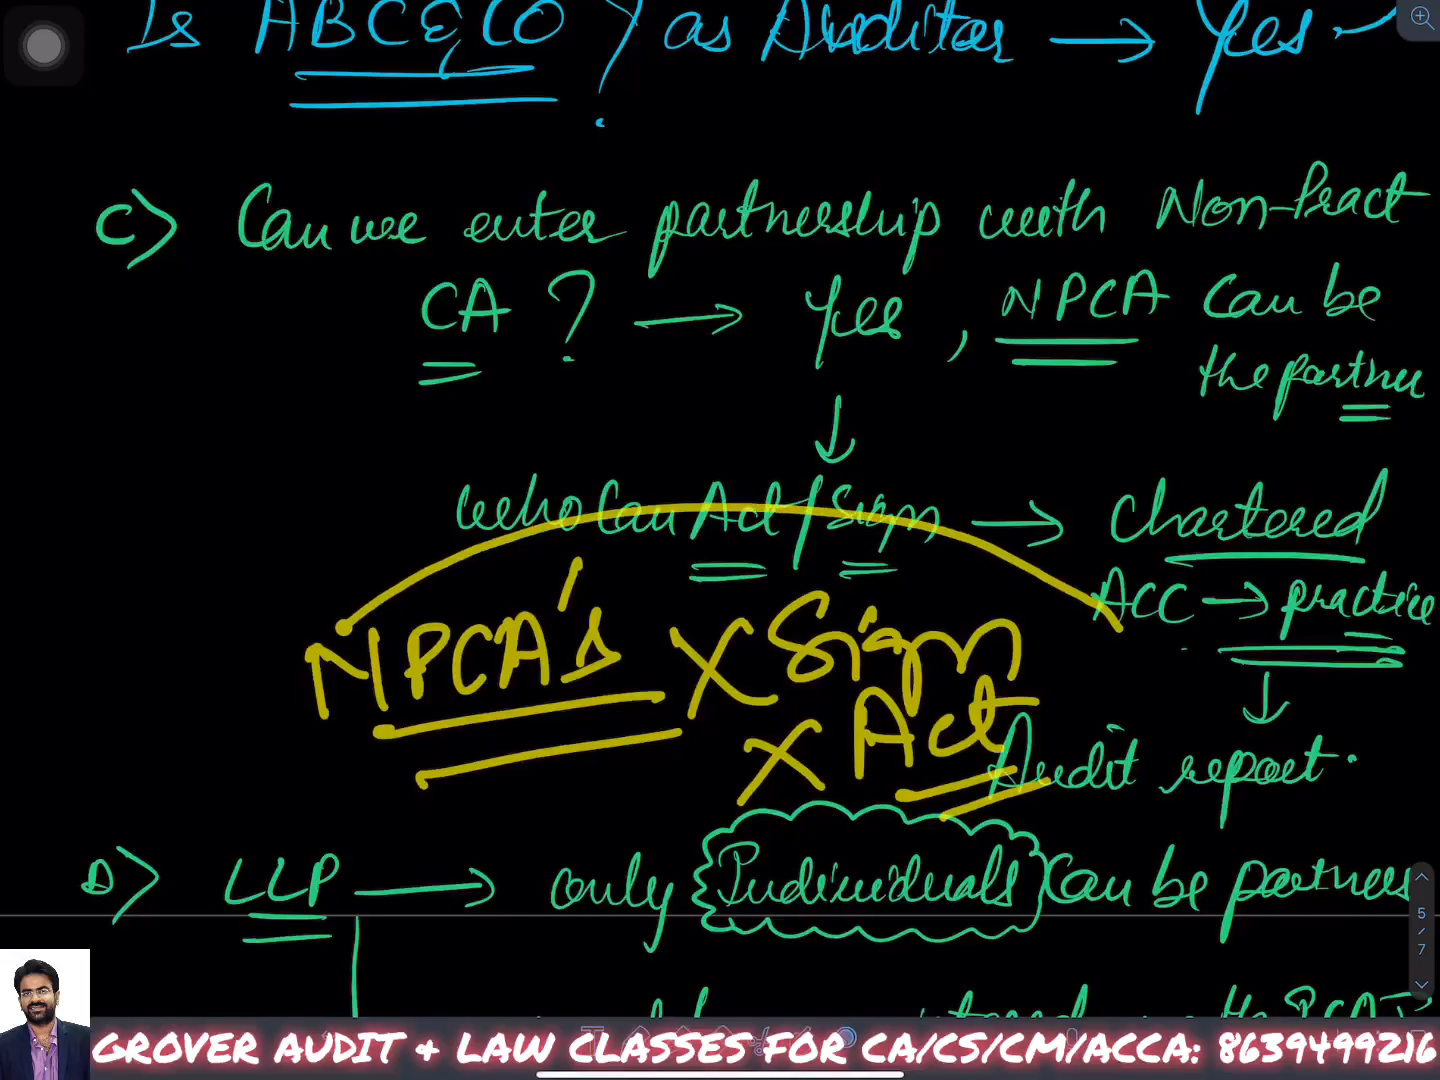 Is ABC & CO ? as Auditor → Yes
C) Can we enter partnership with Non-Pract
CA ? → Yes, NPCA can be
the partner
↓
who can Act / Sign → Chartered
ACC → practice
↓
NPCA's X Sign
X Act
Audit report.
D) LLP → only {Individuals} can be partners
5
/
7
GROVER AUDIT + LAW CLASSES FOR CA/CS/CM/ACCA: 8639499216